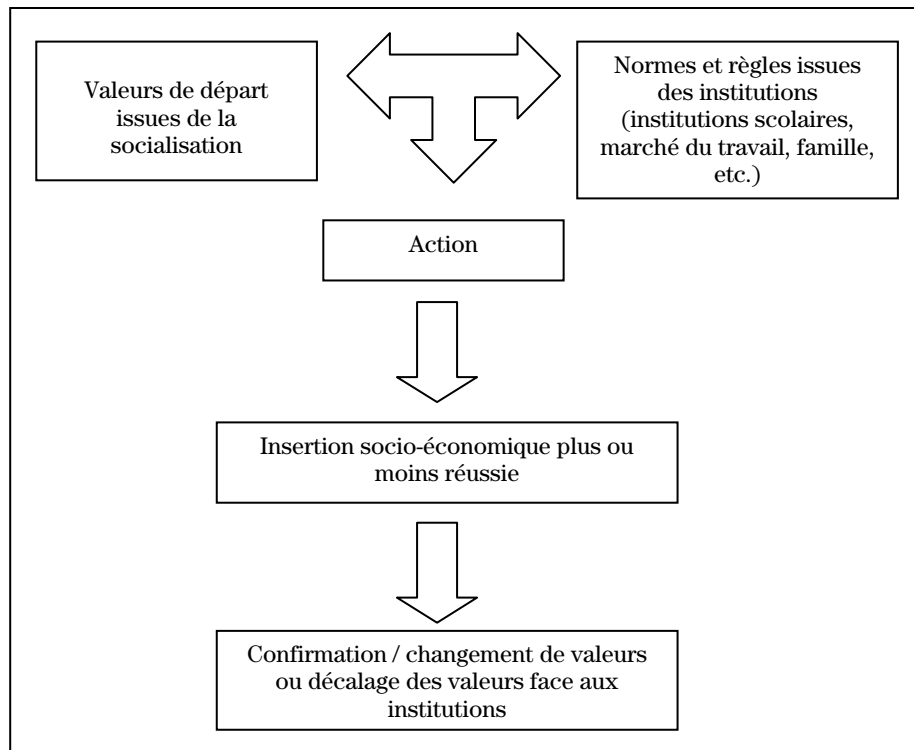 Valeurs de départ
issues de la
socialisation
Normes et règles issues
des institutions
(institutions scolaires,
marché du travail, famille,
etc.)
Action
Insertion socio-économique plus ou
moins réussie
Confirmation / changement de valeurs
ou décalage des valeurs face aux
institutions